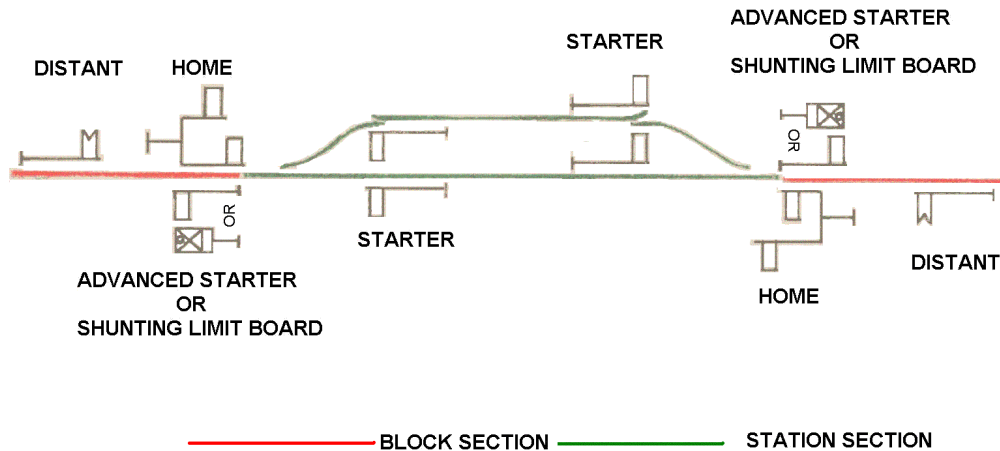 ADVANCED STARTER
OR
SHUNTING LIMIT BOARD
STARTER
DISTANT
HOME
OR
OR
STARTER
DISTANT
ADVANCED STARTER
OR
SHUNTING LIMIT BOARD
HOME
BLOCK SECTION
STATION SECTION